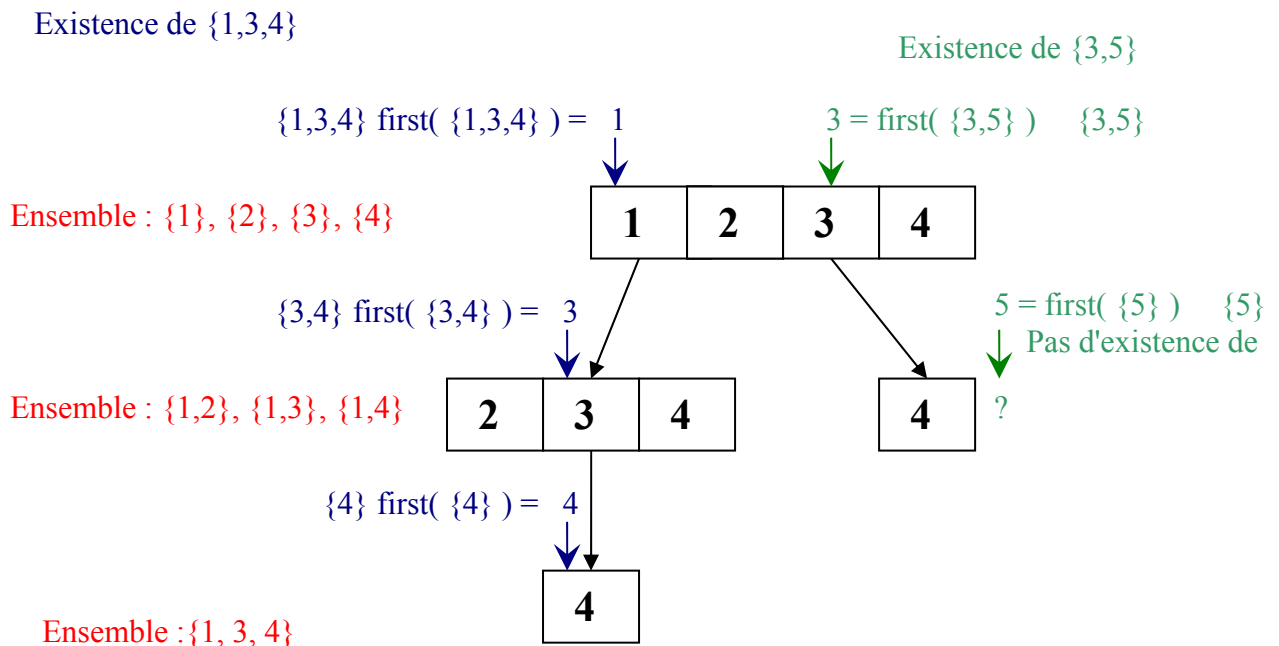 Existence de {1,3,4}
Existence de {3,5}
{1,3,4} first( {1,3,4} ) = 1
3 = first( {3,5} ) {3,5}
Ensemble : {1}, {2}, {3}, {4}
1 2 3 4
{3,4} first( {3,4} ) = 3
5 = first( {5} ) {5}
Pas d'existence de
Ensemble : {1,2}, {1,3}, {1,4}
2 3 4
4
?
{4} first( {4} ) = 4
4
Ensemble :{1, 3, 4}